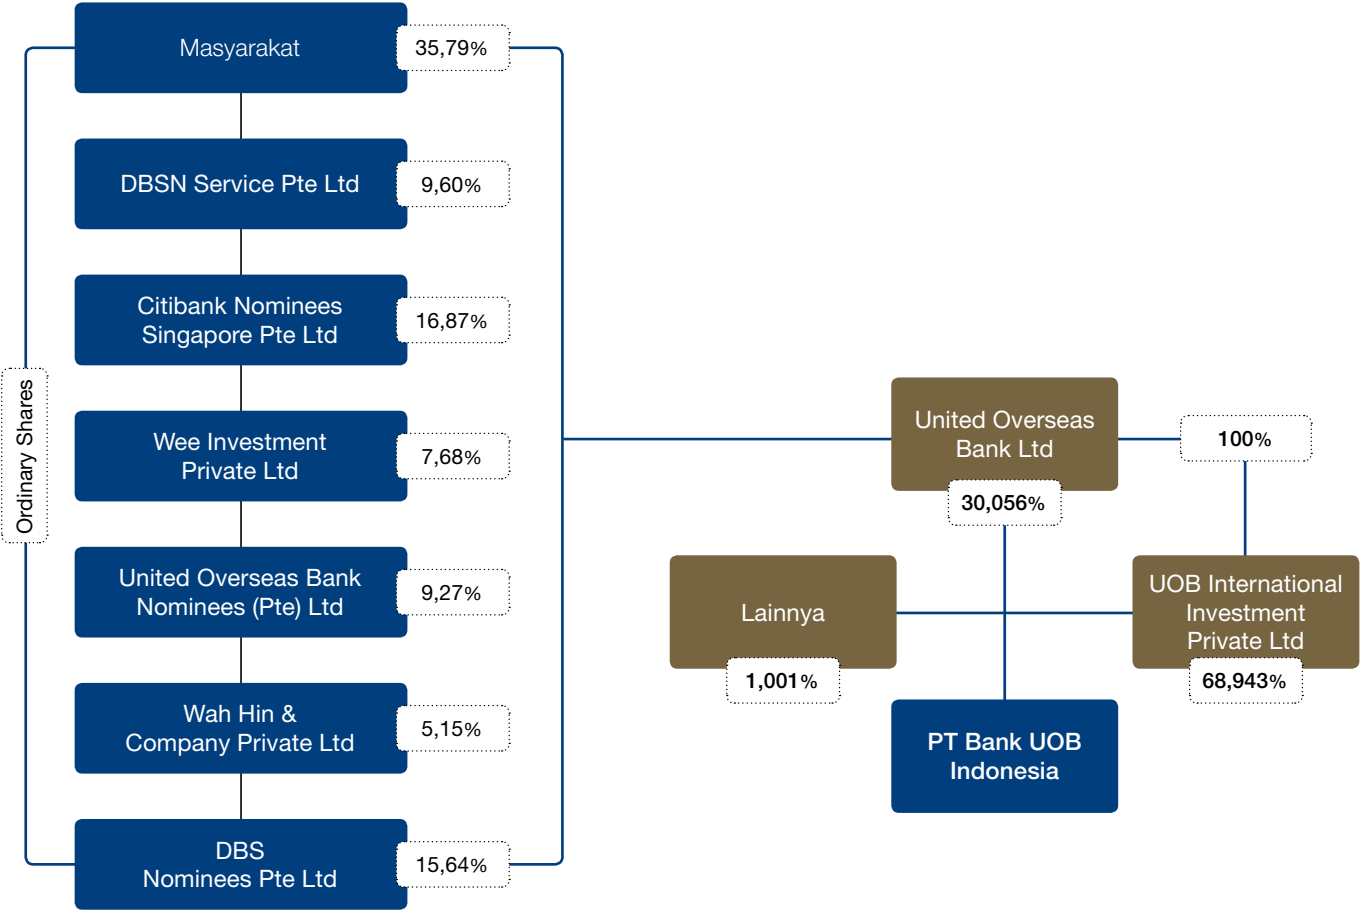 Masyarakat
35,79%
DBSN Service Pte Ltd
9,60%
Citibank Nominees
Singapore Pte Ltd
16,87%
Wee Investment
Private Ltd
7,68%
United Overseas Bank
Nominees (Pte) Ltd
9,27%
Wah Hin &
Company Private Ltd
5,15%
DBS
Nominees Pte Ltd
15,64%
Ordinary Shares
United Overseas
Bank Ltd
30,056%
100%
Lainnya
1,001%
UOB International
Investment
Private Ltd
68,943%
PT Bank UOB
Indonesia